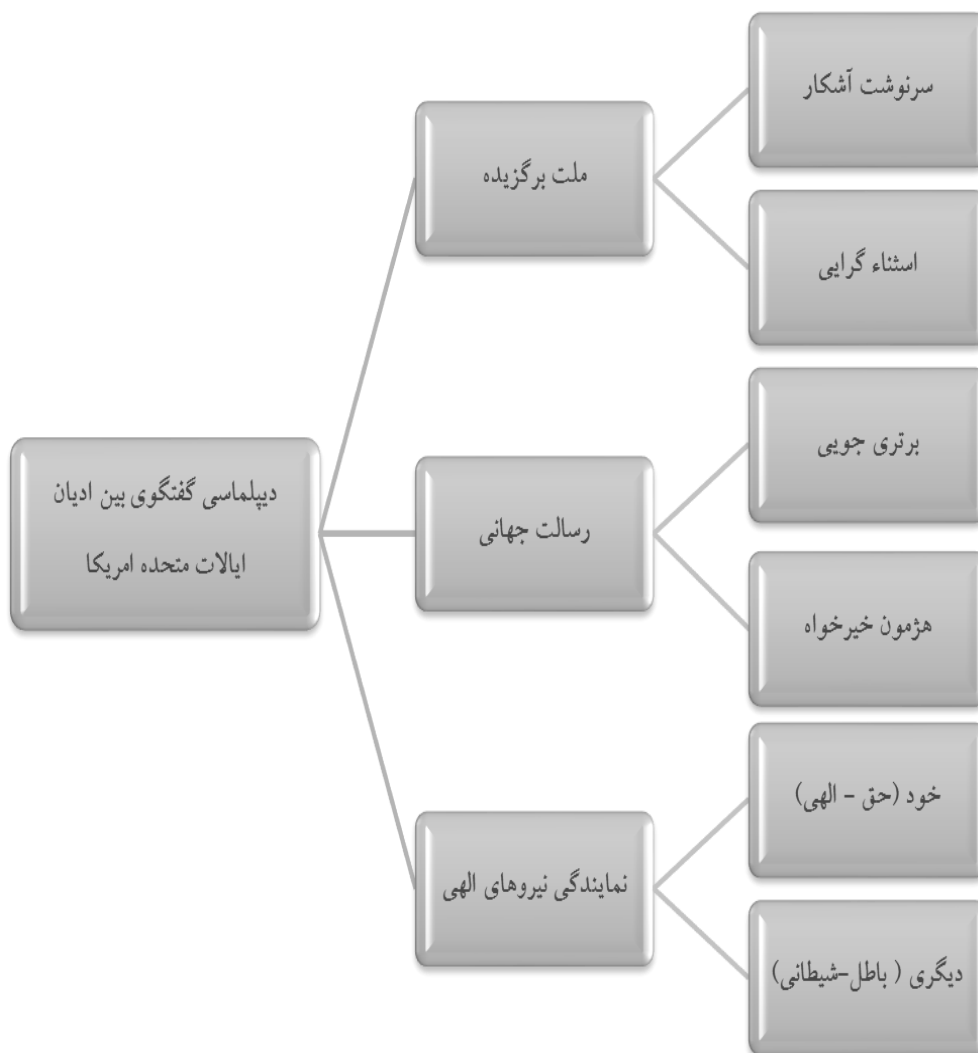 سرنوشت آشکار
ملت برگزیده
استثناء گرایی
برتری جویی
دیپلماسی گفتگوی بین ادیان
ایالات متحده امریکا
رسالت جهانی
هژمون خیرخواه
خود (حق - الهی)
نمایندگی نیروهای الهی
دیگری ( باطل-شیطانی)